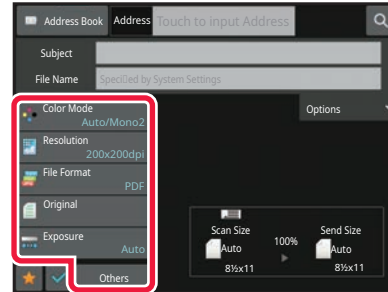 Address Book Address Touch to input Address
Subject
File Name Specified by System Settings
Color Mode
Auto/Mono2
Options
Resolution
200x200dpi
File Format
PDF
Original
Exposure
Auto
Scan Size
Auto
8½x11
100%
Send Size
Auto
8½x11
Others